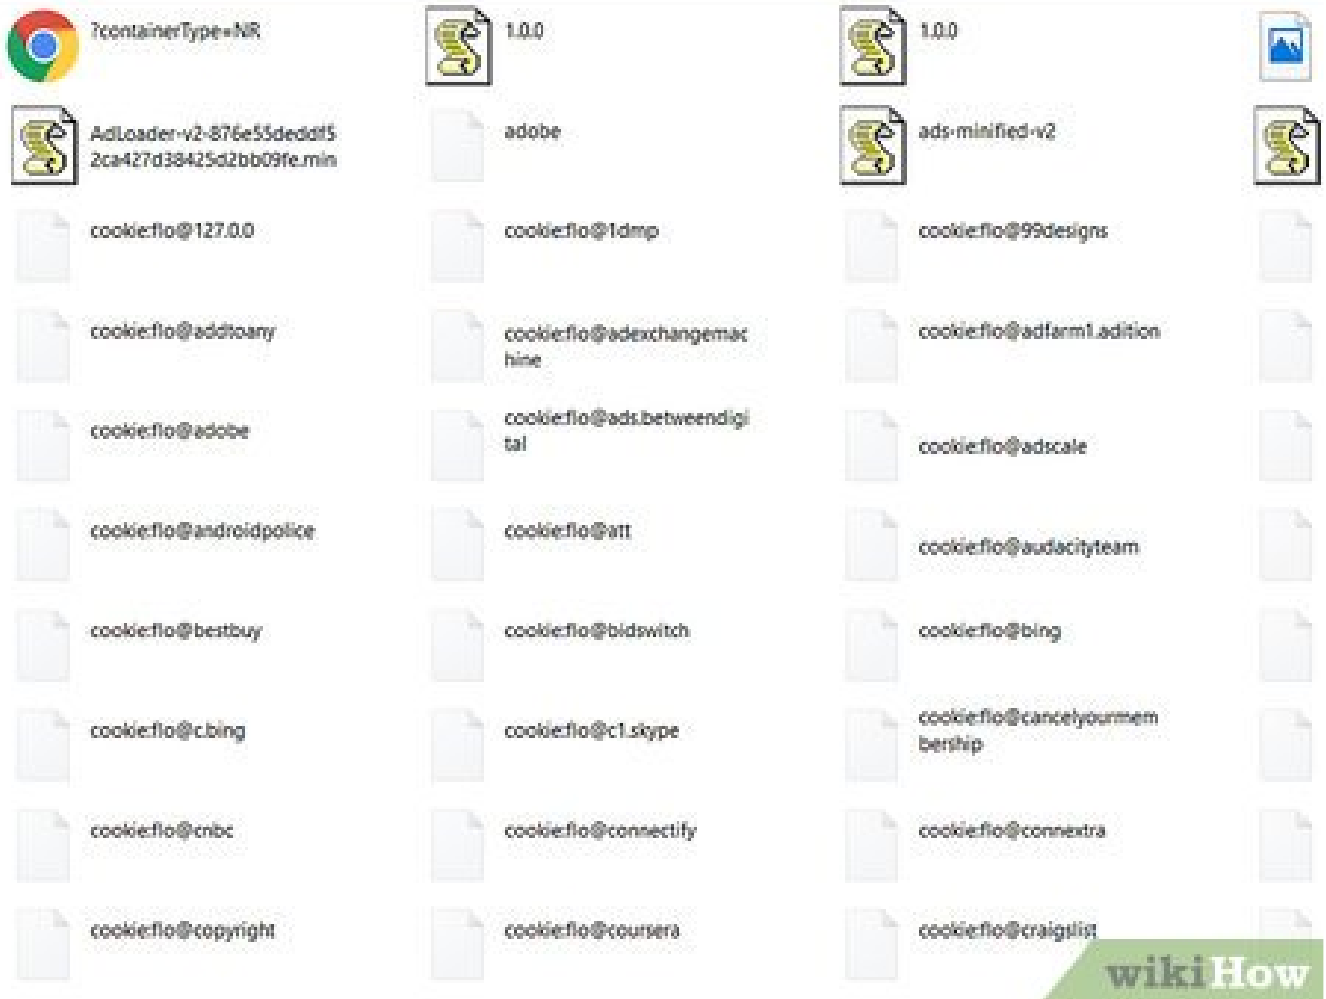 ?containerType=NR
1.0.0
1.0.0
AdLoader-v2-876e55deddf5
2ca427d38425d2bb09fe.min
adobe
ads-minified-v2
cookie:flo@127.0.0
cookie:flo@1dmp
cookie:flo@99designs
cookie:flo@addtoany
cookie:flo@adexchangemac
hine
cookie:flo@adfarm1.adition
cookie:flo@adobe
cookie:flo@ads.betweendigi
tal
cookie:flo@adscale
cookie:flo@androidpolice
cookie:flo@att
cookie:flo@audacityteam
cookie:flo@bestbuy
cookie:flo@bidswitch
cookie:flo@bing
cookie:flo@c.bing
cookie:flo@c1.skype
cookie:flo@cancelyourmem
bership
cookie:flo@cnbc
cookie:flo@connectify
cookie:flo@connextra
cookie:flo@copyright
cookie:flo@coursera
cookie:flo@craigslist
wikiHow